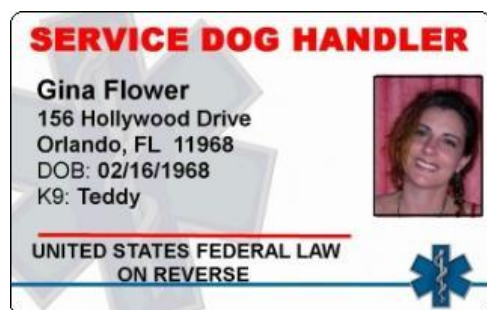 SERVICE DOG HANDLER
Gina Flower
156 Hollywood Drive
Orlando, FL 11968
DOB: 02/16/1968
K9: Teddy
UNITED STATES FEDERAL LAW
ON REVERSE